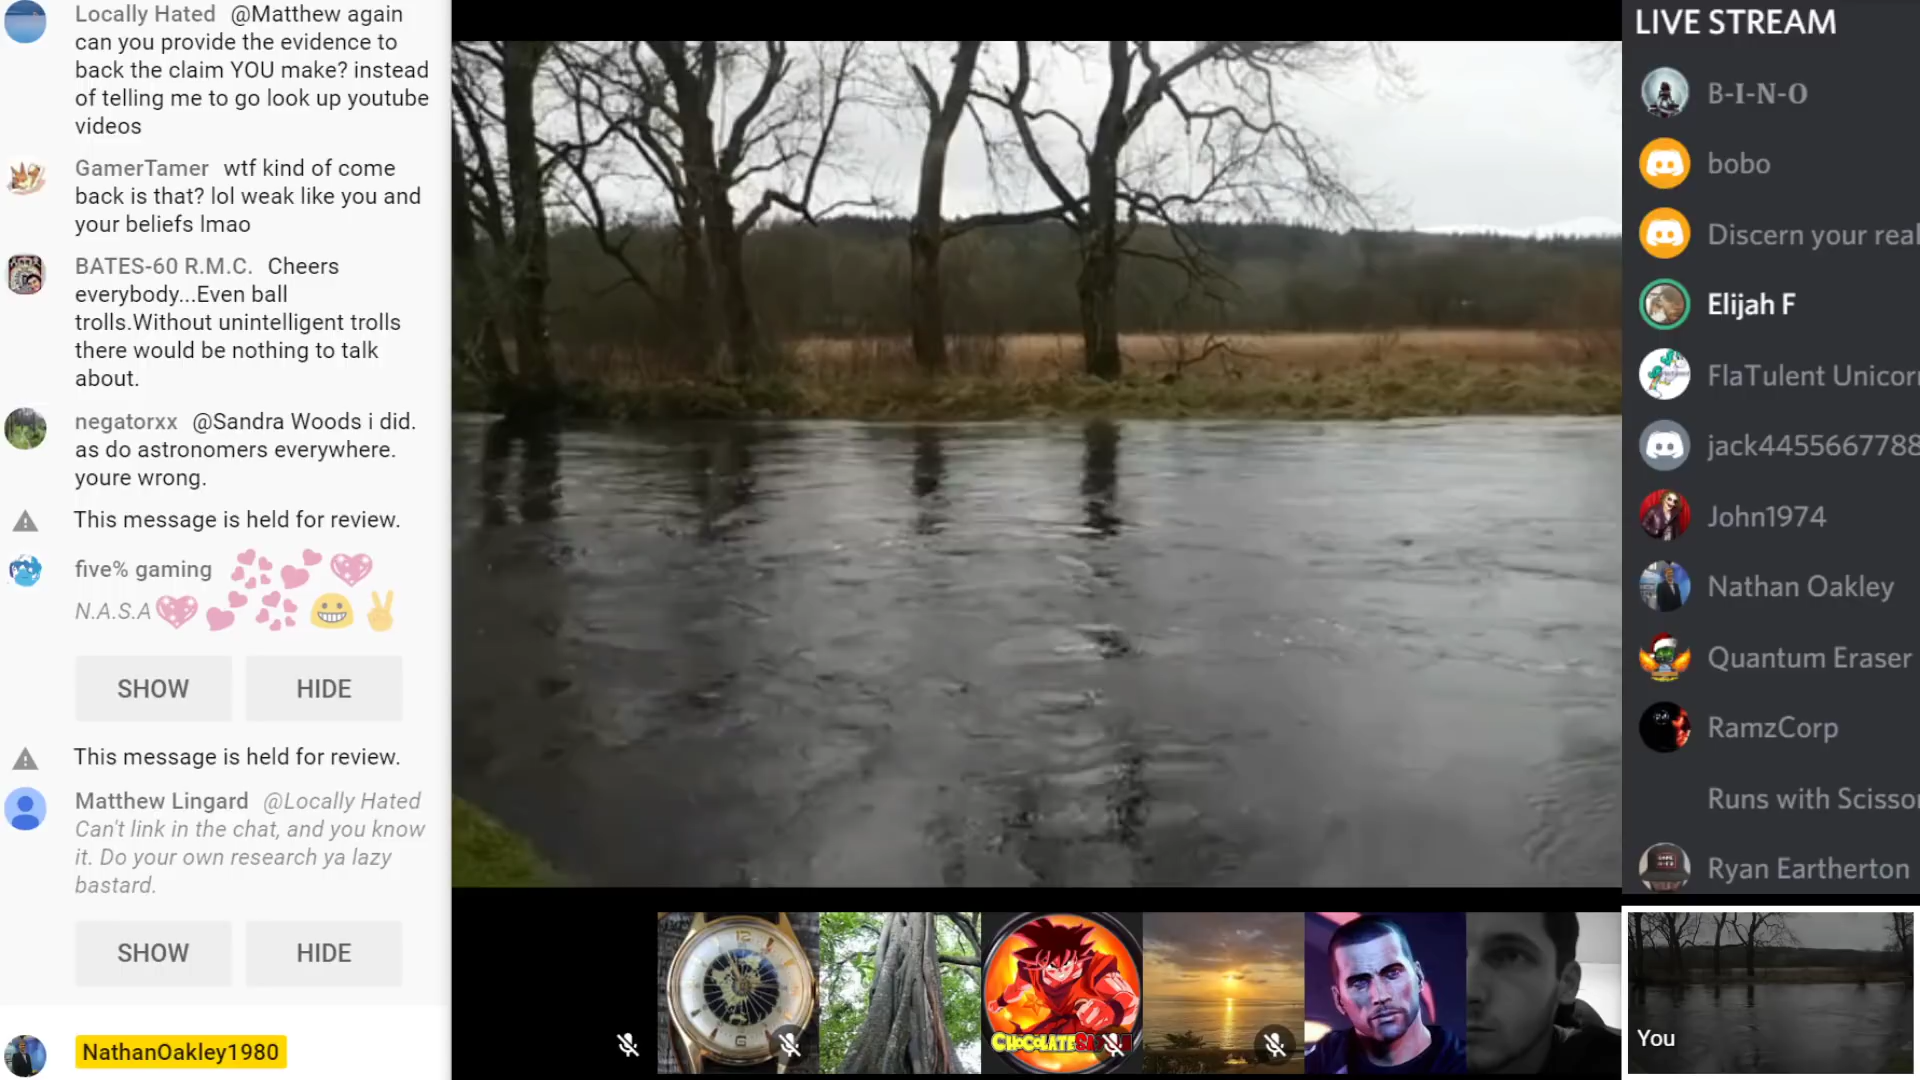 Locally Hated @Matthew again
can you provide the evidence to
back the claim YOU make? instead
of telling me to go look up youtube
videos
GamerTamer wtf kind of come
back is that? lol weak like you and
your beliefs lmao
BATES-60 R.M.C. Cheers
everybody...Even ball
trolls.Without unintelligent trolls
there would be nothing to talk
about.
negatorxx @Sandra Woods i did.
as do astronomers everywhere.
youre wrong.
This message is held for review.
five% gaming
N.A.S.A
SHOW HIDE
This message is held for review.
Matthew Lingard @Locally Hated
Can't link in the chat, and you know
it. Do your own research ya lazy
bastard.
SHOW HIDE
NathanOakley1980
CHOCOLATE
LIVE STREAM
B-I-N-O
bobo
Discern your real
Elijah F
FlaTulent Unicor
jack4455667788
John1974
Nathan Oakley
Quantum Eraser
RamzCorp
Runs with Scisso
Ryan Eartherton
You